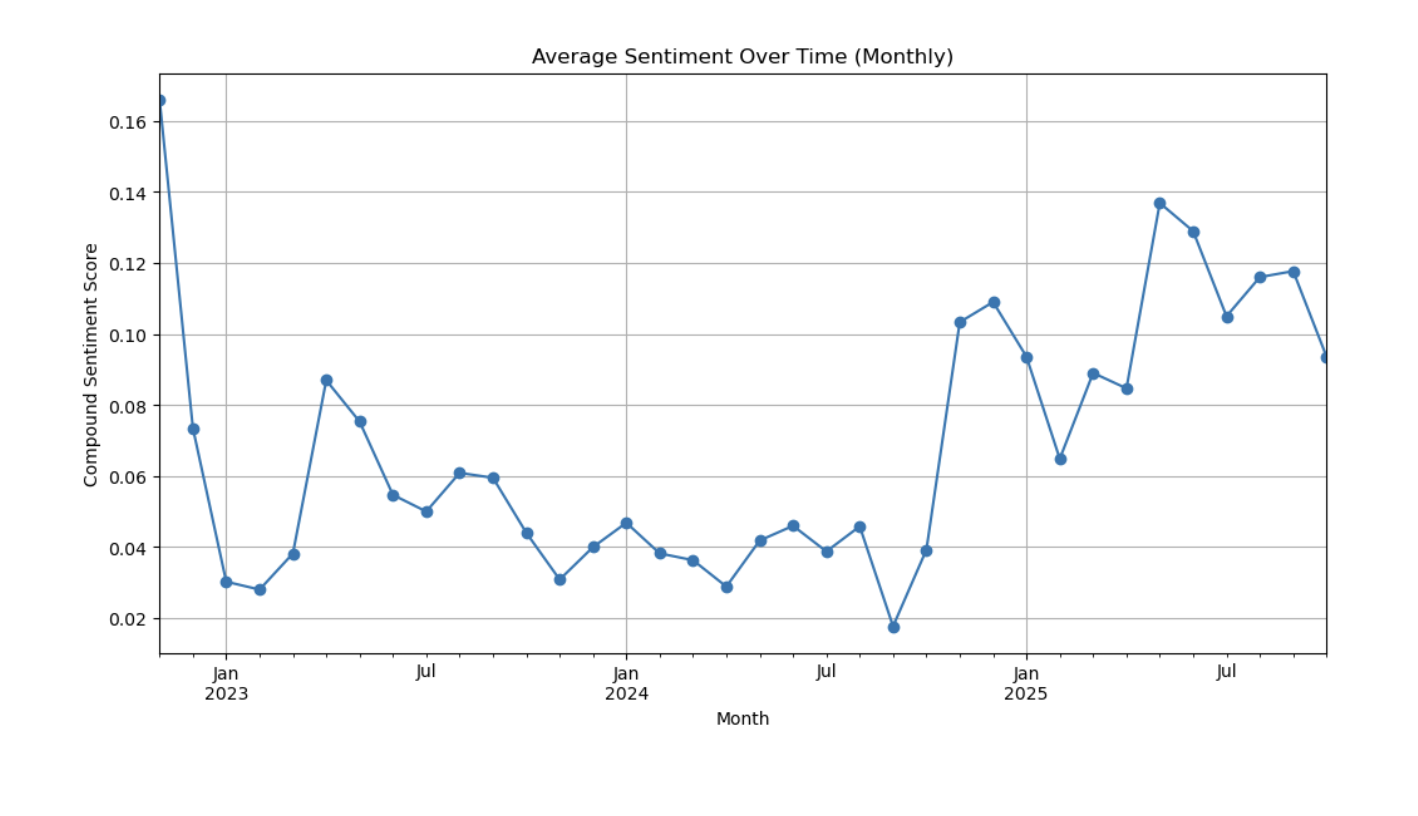 Average Sentiment Over Time (Monthly)
Compound Sentiment Score
0.16
0.14
0.12
0.10
0.08
0.06
0.04
0.02
Jan Jul Jan Jul Jan Jul
2023 2024 2025
Month